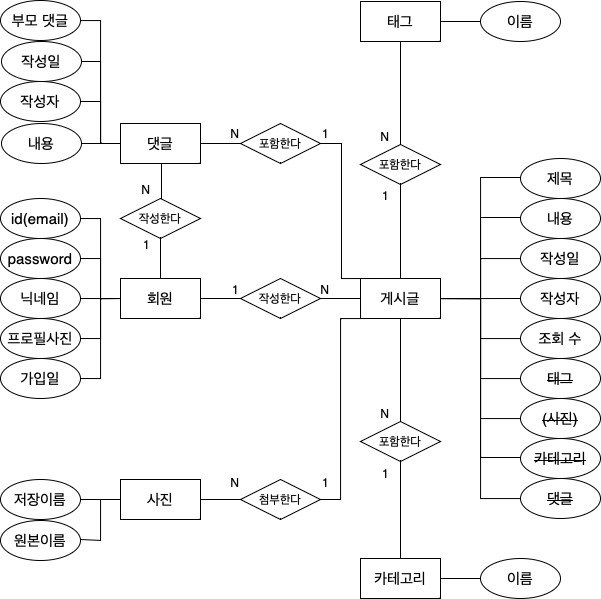 부모 댓글
태그
이름
작성일
작성자
내용
댓글
N
포함한다
1
N
포함한다
1
제목
내용
작성일
작성자
조회 수
태그
(사진)
카테고리
댓글
N
작성한다
1
id(email)
password
닉네임
프로필사진
가입일
회원
1
작성한다
N
게시글
N
포함한다
1
저장이름
원본이름
사진
N
첨부한다
1
카테고리
이름